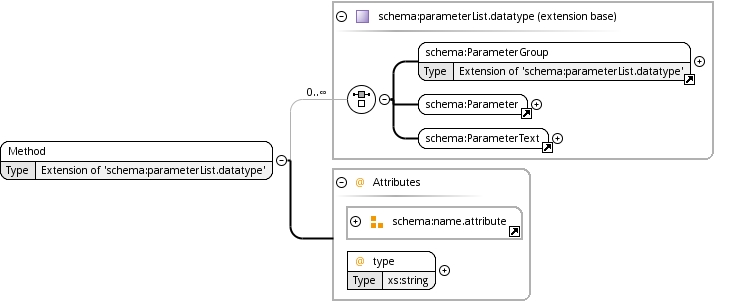 schema:parameterList.datatype (extension base)
schema:ParameterGroup
Type Extension of 'schema:parameterList.datatype'
0..∞
schema:Parameter
schema:ParameterText
Method
Type Extension of 'schema:parameterList.datatype'
@ Attributes
schema:name.attribute
@ type
Type xs:string